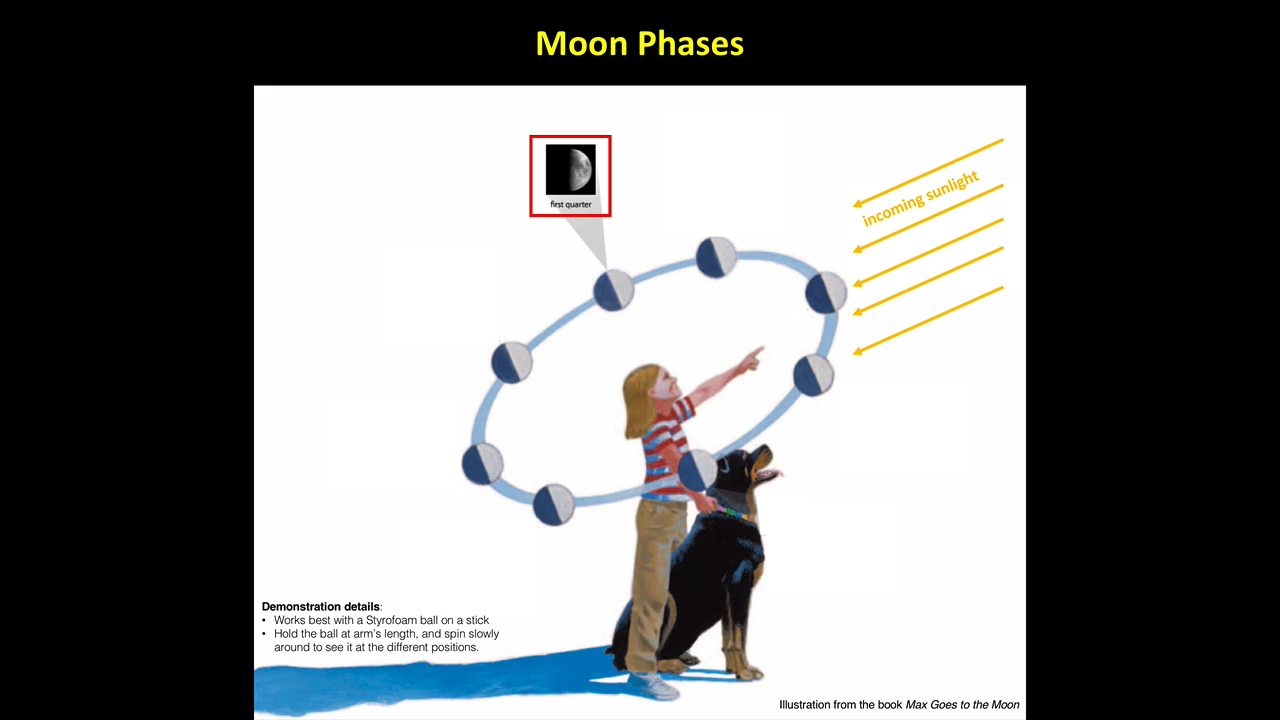 Moon Phases
first quarter
incoming sunlight
Demonstration details:
• Works best with a Styrofoam ball on a stick
• Hold the ball at arm's length, and spin slowly
around to see it at the different positions.
Illustration from the book Max Goes to the Moon